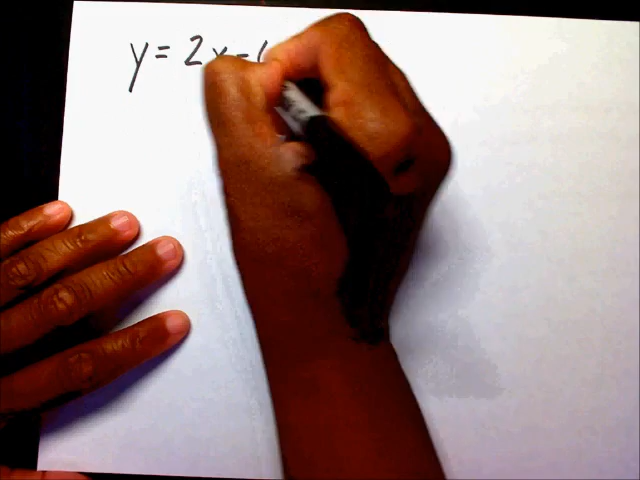 y = 2x -